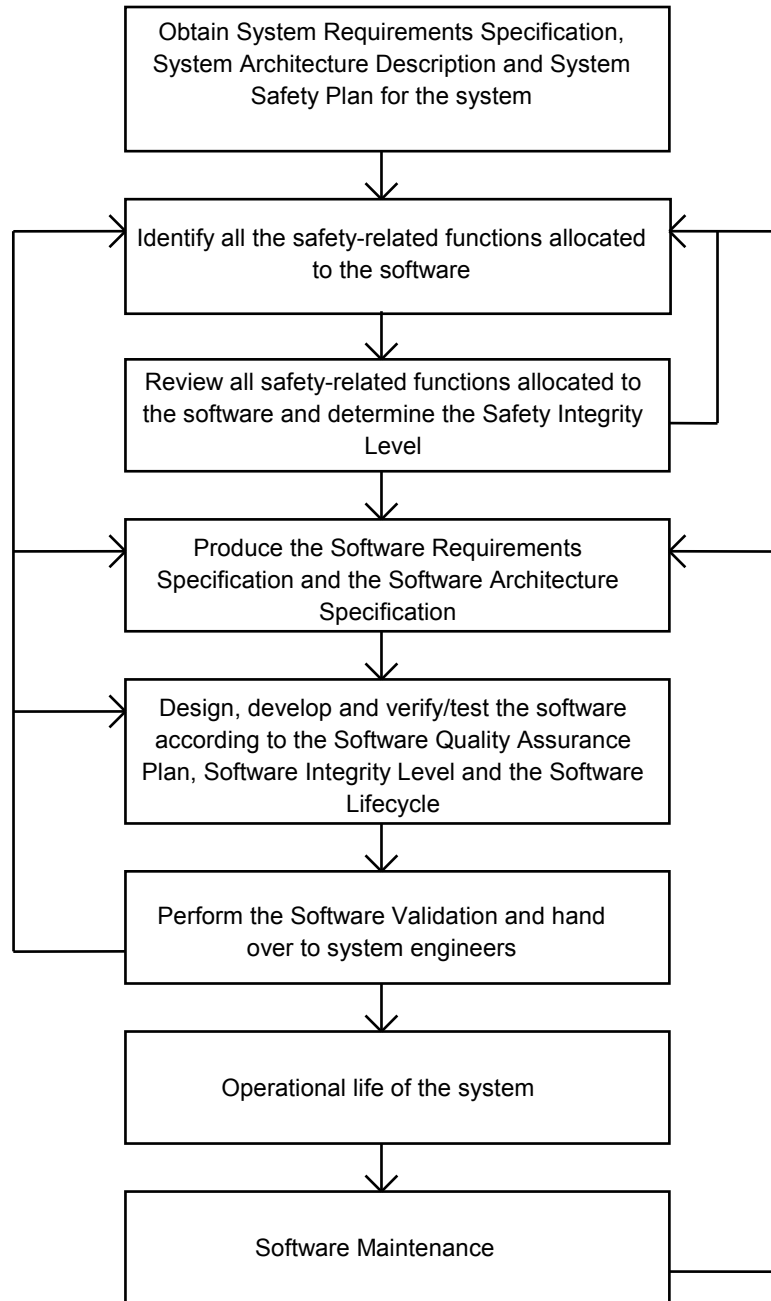 Obtain System Requirements Specification,
System Architecture Description and System
Safety Plan for the system
Identify all the safety-related functions allocated
to the software
Review all safety-related functions allocated to
the software and determine the Safety Integrity
Level
Produce the Software Requirements
Specification and the Software Architecture
Specification
Design, develop and verify/test the software
according to the Software Quality Assurance
Plan, Software Integrity Level and the Software
Lifecycle
Perform the Software Validation and hand
over to system engineers
Operational life of the system
Software Maintenance